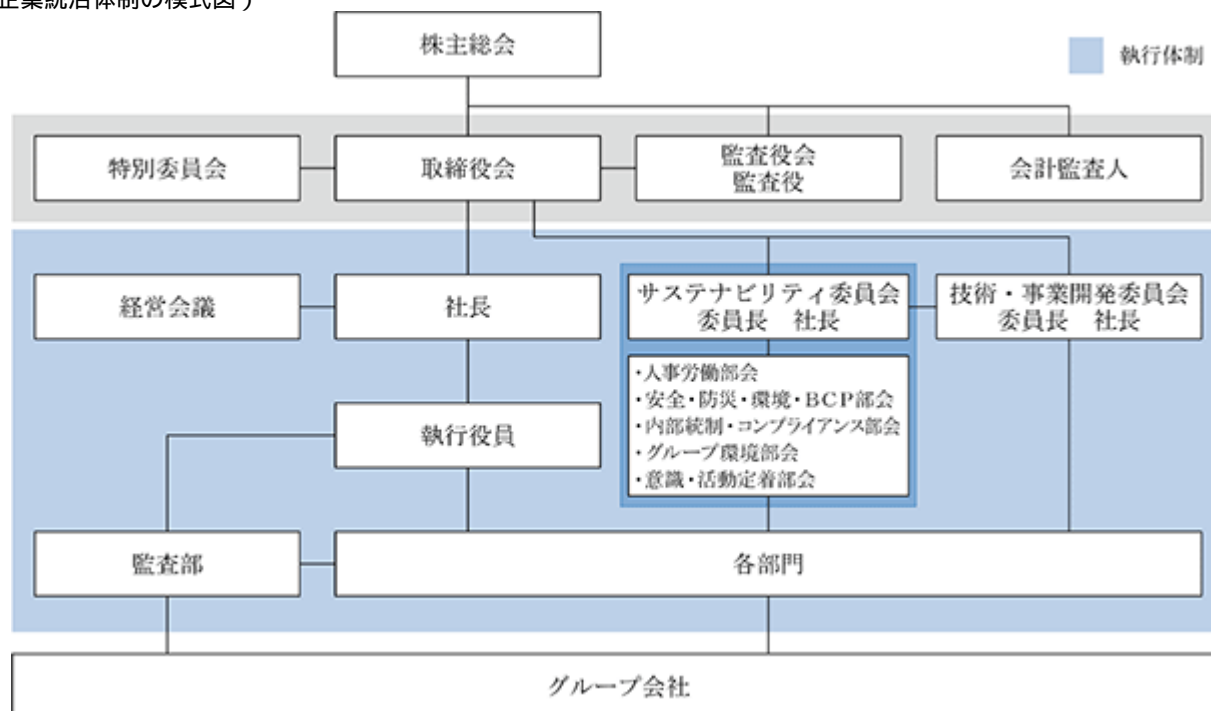 企業統治体制の模式図)
株主総会
執行体制
特別委員会
取締役会
監査役会
監査役
会計監査人
経営会議
社長
サステナビリティ委員会
委員長 社長
技術・事業開発委員会
委員長 社長
・人事労働部会
・安全・防災・環境・BCP部会
・内部統制・コンプライアンス部会
・グループ環境部会
・意識・活動定着部会
執行役員
監査部
各部門
グループ会社